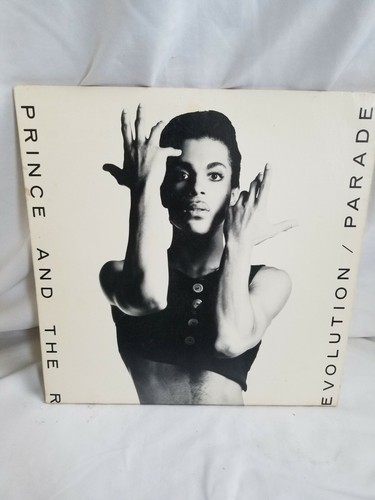 PRINCE AND THE R
EVOLUTION / PARADE